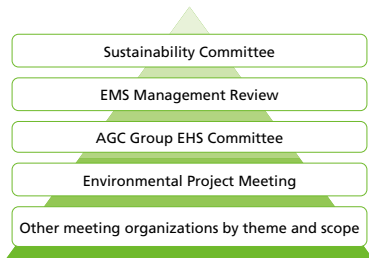 Sustainability Committee
EMS Management Review
AGC Group EHS Committee
Environmental Project Meeting
Other meeting organizations by theme and scope